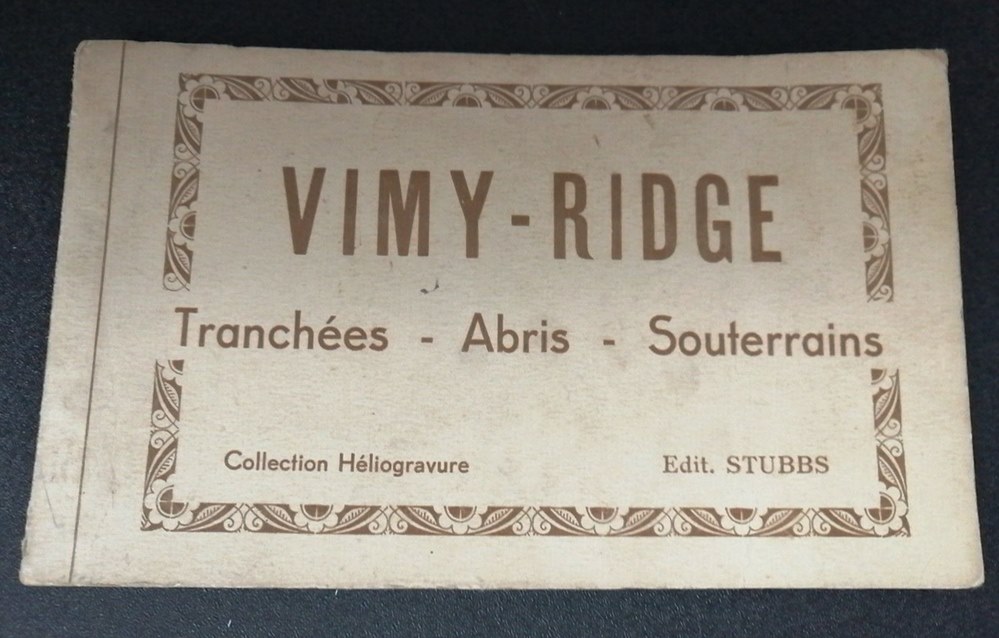 VIMY-RIDGE
Tranchées - Abris - Souterrains
Collection Héliogravure
Edit. STUBBS